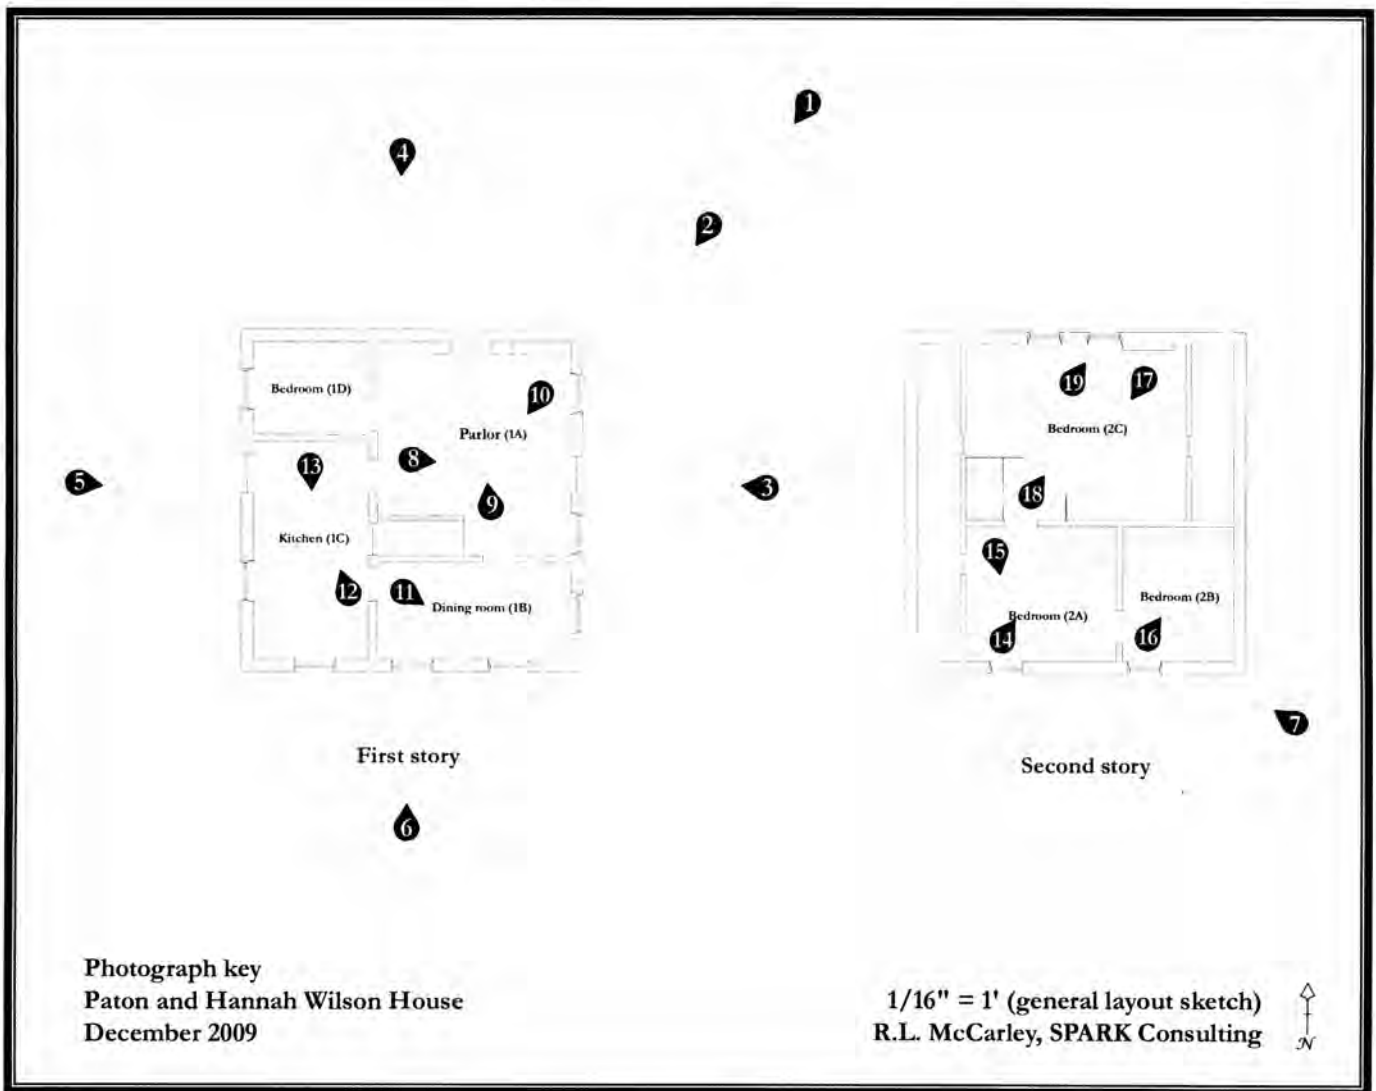 1
4
2
Bedroom (1D)
10
19
17
Parlor (1A)
Bedroom (2C)
8
13
5
3
18
9
Kitchen (1C)
15
12
11
Dining room (1B)
Bedroom (2B)
Bedroom (2A)
14
16
7
First story
Second story
6
Photograph key
Paton and Hannah Wilson House
December 2009
1/16" = 1' (general layout sketch)
R.L. McCarley, SPARK Consulting
N